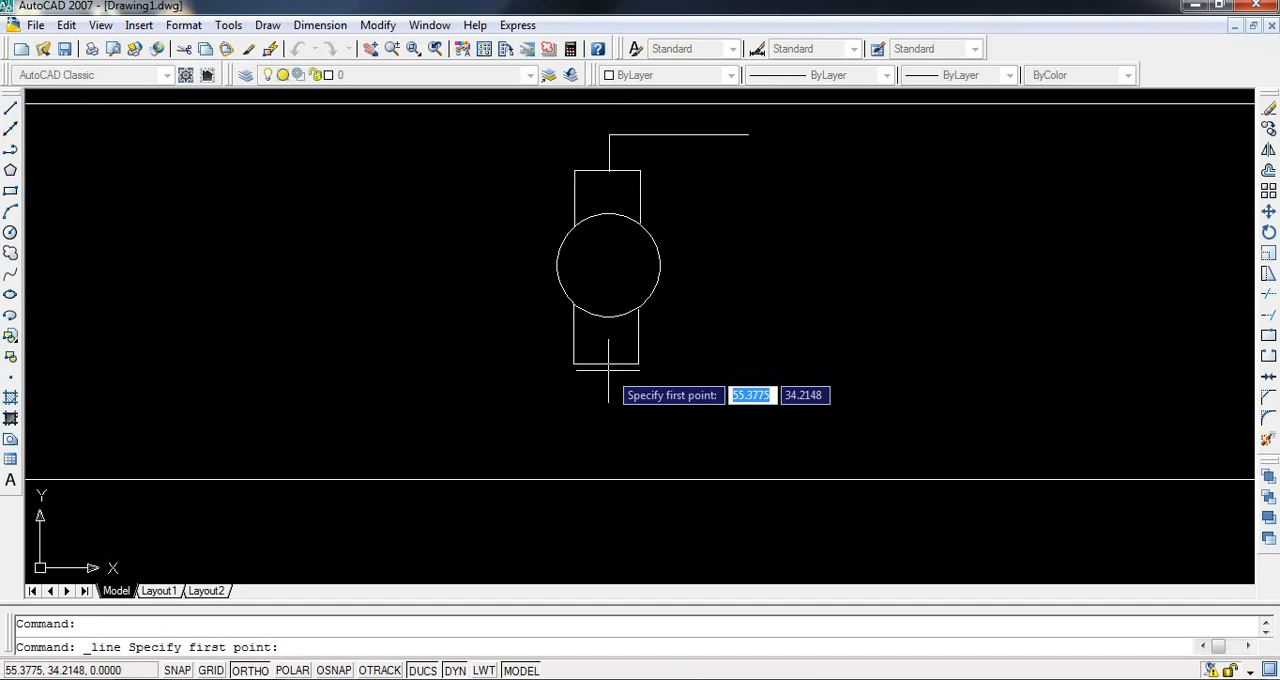 AutoCAD 2007 - [Drawing1.dwg]
File Edit View Insert Format Tools Draw Dimension Modify Window Help Express
Standard Standard Standard
AutoCAD Classic 0 ByLayer ByLayer ByLayer ByColor
Specify first point: 55.3775 34.2148
Y
X
A
Model Layout1 Layout2
Command:
Command: _line Specify first point:
55.3775, 34.2148, 0.0000 SNAP GRID ORTHO POLAR OSNAP OTRACK DUCS DYN LWT MODEL